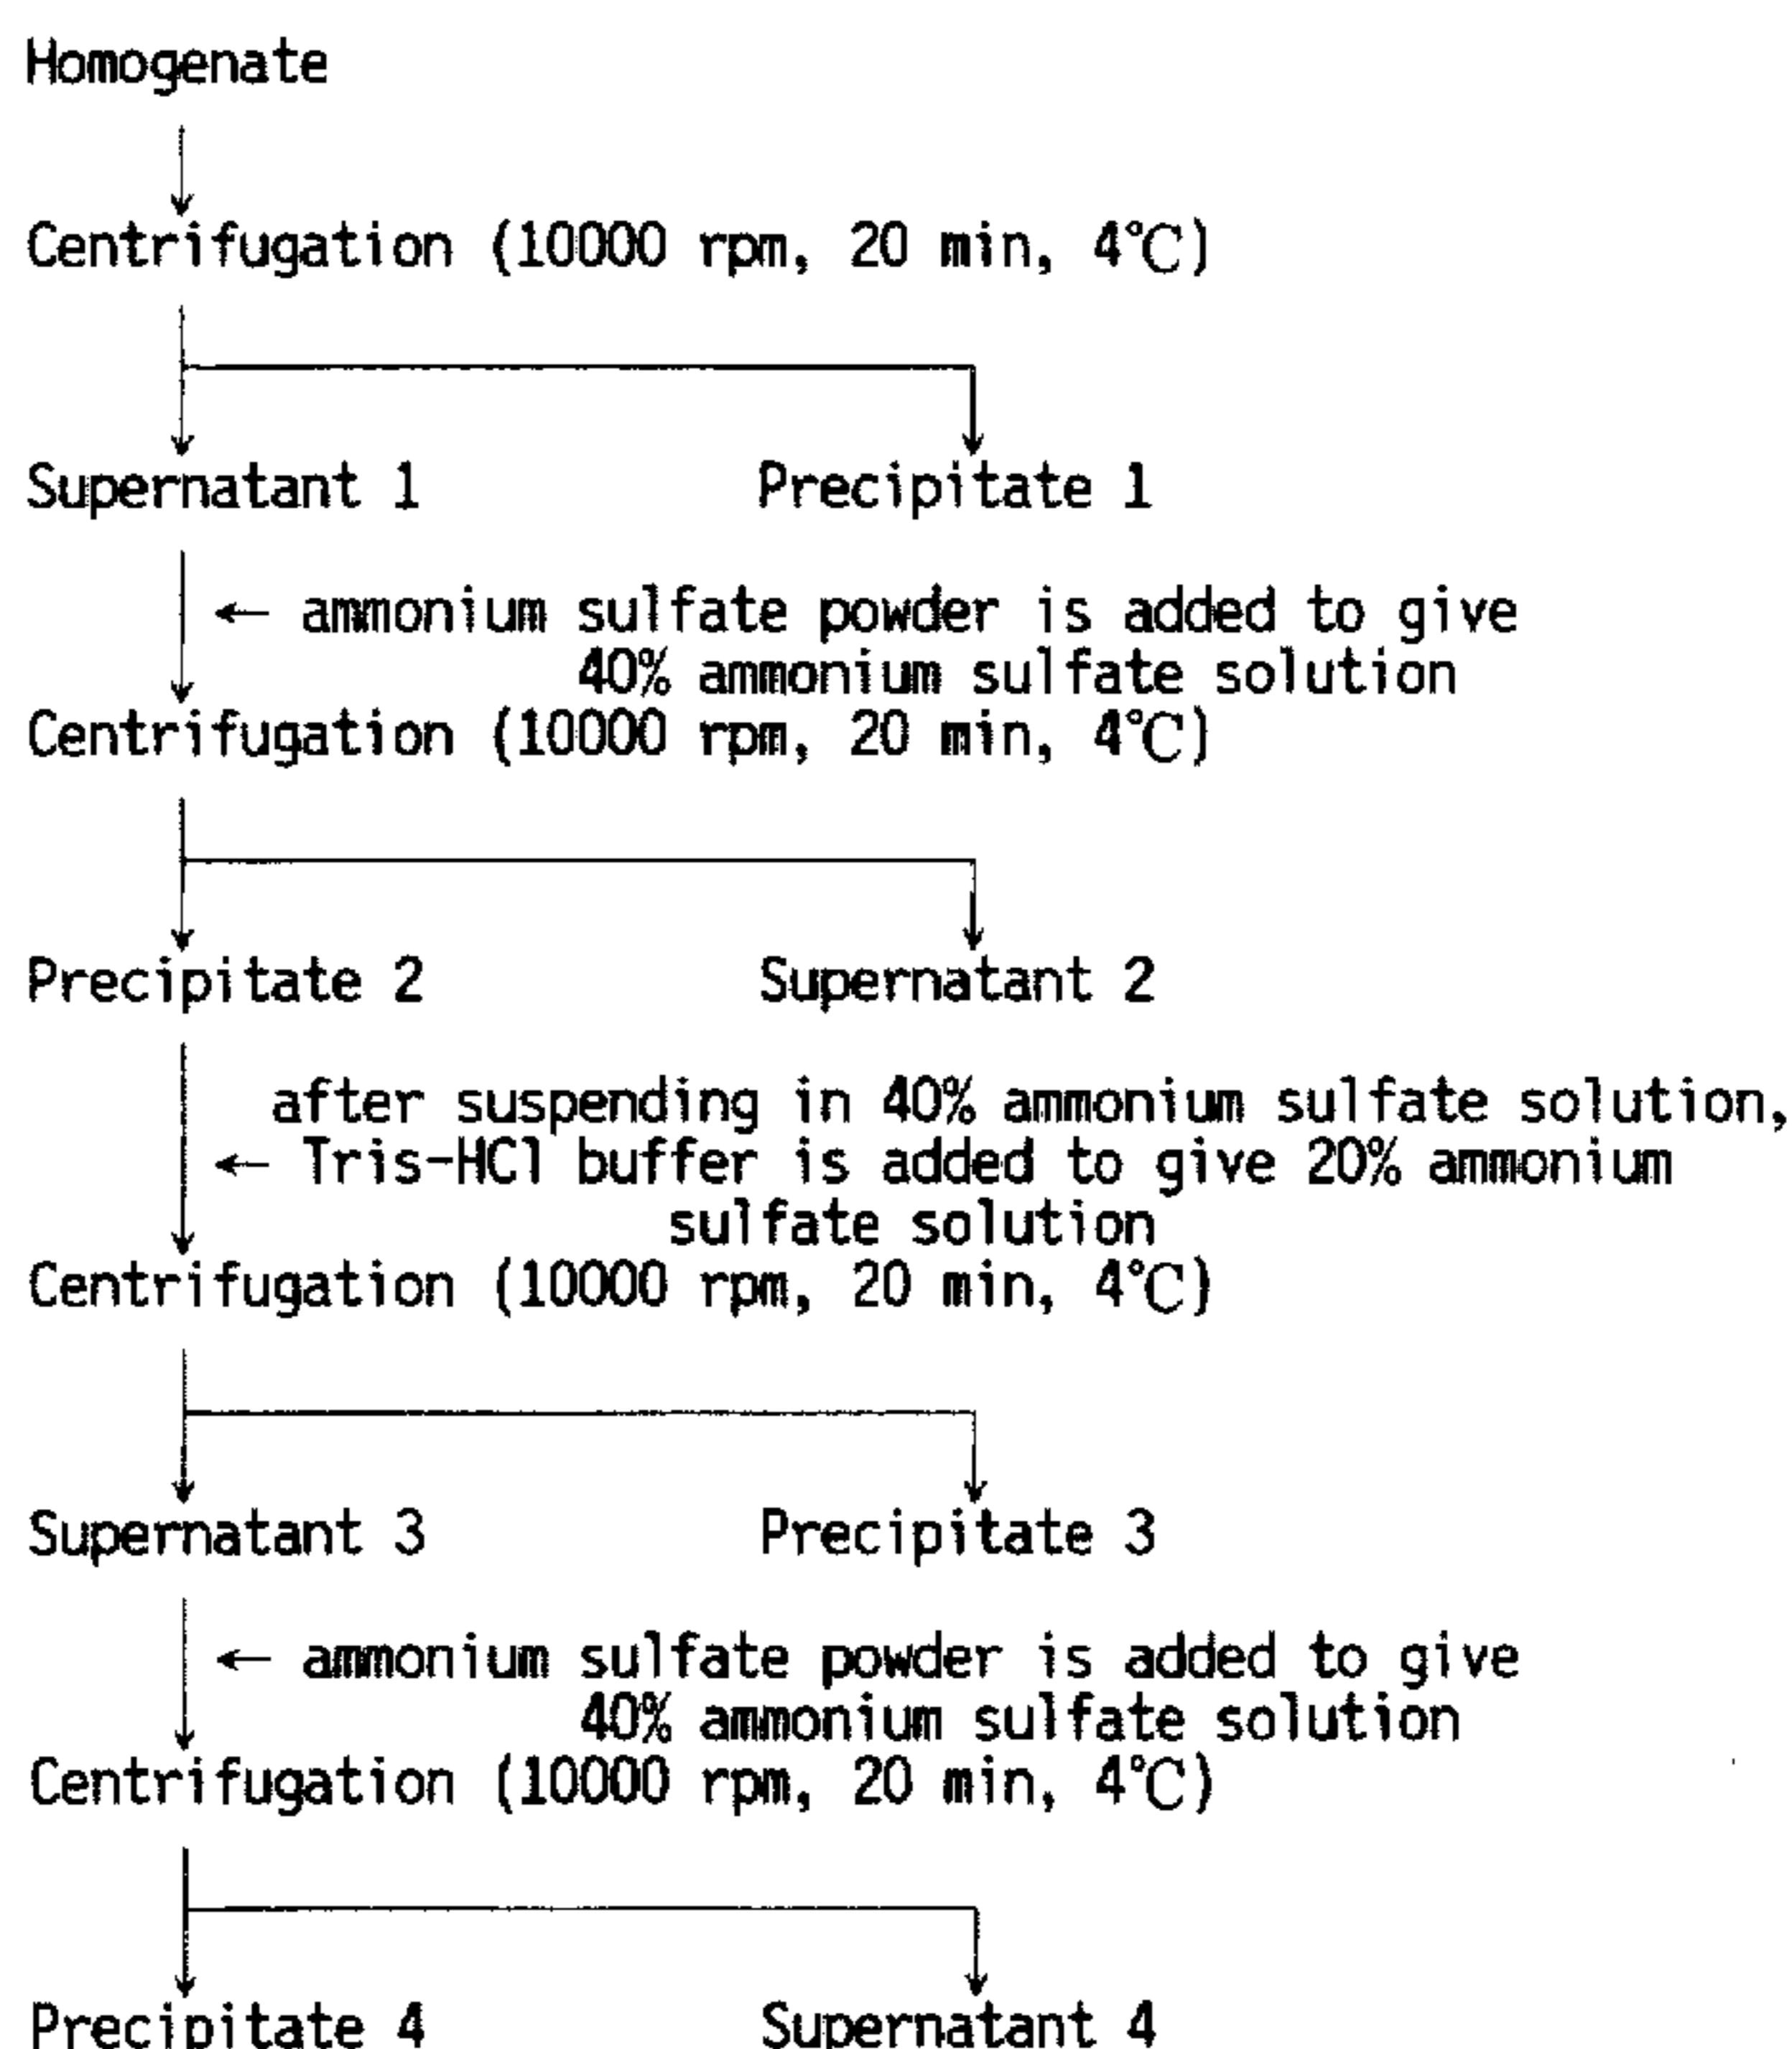 Homogenate
Centrifugation (10000 rpm, 20 min, 4℃)
Supernatant 1 Precipitate 1
← ammonium sulfate powder is added to give
40% ammonium sulfate solution
Centrifugation (10000 rpm, 20 min, 4℃)
Precipitate 2 Supernatant 2
after suspending in 40% ammonium sulfate solution,
← Tris-HCl buffer is added to give 20% ammonium
sulfate solution
Centrifugation (10000 rpm, 20 min, 4℃)
Supernatant 3 Precipitate 3
← ammonium sulfate powder is added to give
40% ammonium sulfate solution
Centrifugation (10000 rpm, 20 min, 4℃)
Precipitate 4 Supernatant 4